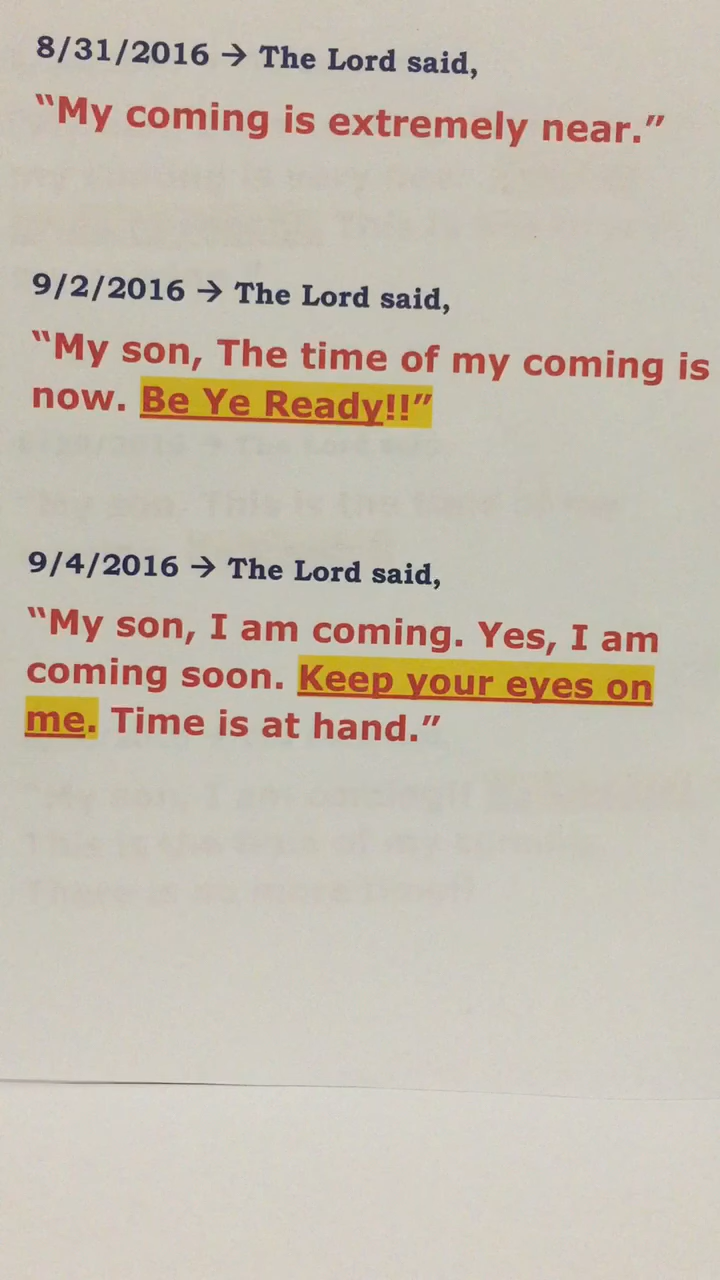 8/31/2016 → The Lord said,
“My coming is extremely near.”
9/2/2016 → The Lord said,
“My son, The time of my coming is
now. Be Ye Ready!!”
9/4/2016 → The Lord said,
“My son, I am coming. Yes, I am
coming soon. Keep your eyes on
me. Time is at hand.”